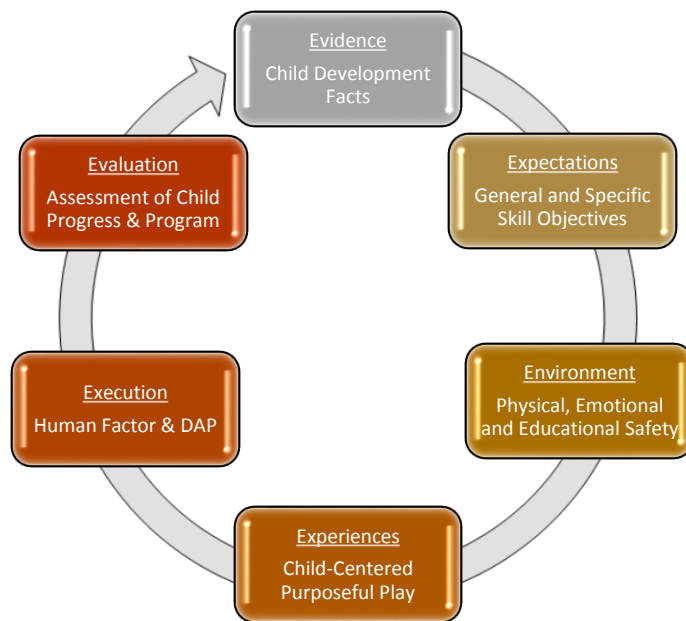 Evidence
Child Development
Facts
Expectations
General and Specific
Skill Objectives
Environment
Physical, Emotional
and Educational Safety
Experiences
Child-Centered
Purposeful Play
Execution
Human Factor & DAP
Evaluation
Assessment of Child
Progress & Program